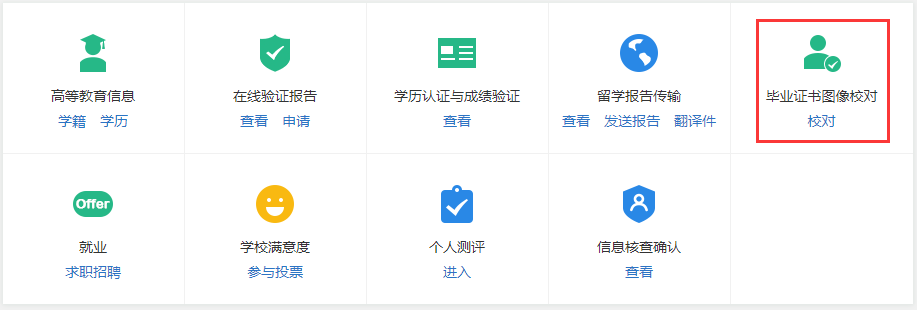 高等教育信息
学籍 学历
在线验证报告
查看 申请
学历认证与成绩验证
查看
留学报告传输
查看 发送报告 翻译件
毕业证书图像校对
校对
Offer
就业
求职招聘
学校满意度
参与投票
个人测评
进入
信息核查确认
查看